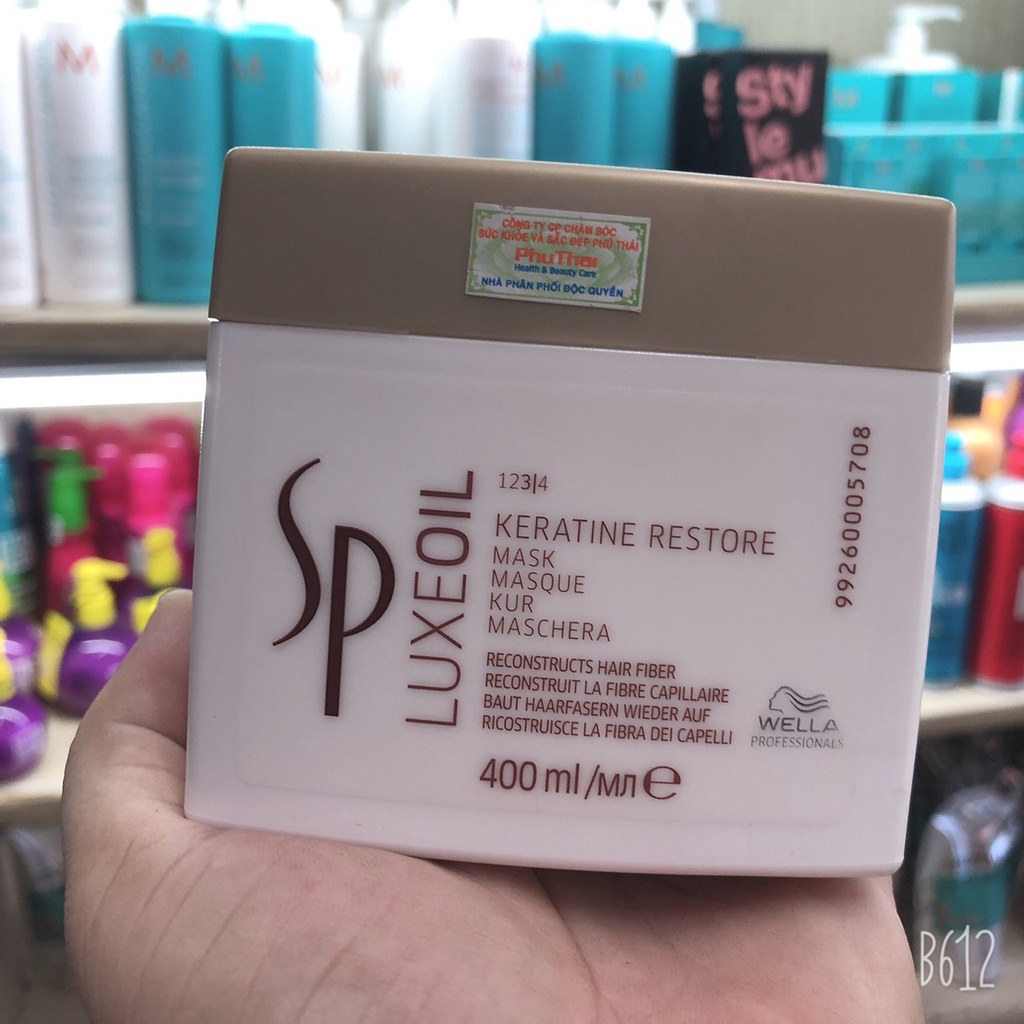 M
M
M
Sty
le
CÔNG TY CP CHĂM SÓC
SỨC KHỎE VÀ SẮC ĐẸP PHÚ THÁI
PhuThai
Health & Beauty Care
NHÀ PHÂN PHỐI ĐỘC QUYỀN
SP
LUXEOIL
123|4
KERATINE RESTORE
MASK
MASQUE
KUR
MASCHERA
RECONSTRUCTS HAIR FIBER
RECONSTRUIT LA FIBRE CAPILLAIRE
BAUT HAARFASERN WIEDER AUF
RICOSTRUISCE LA FIBRA DEI CAPELLI
400 ml/МЛ e
99260005708
WELLA
PROFESSIONALS
B612